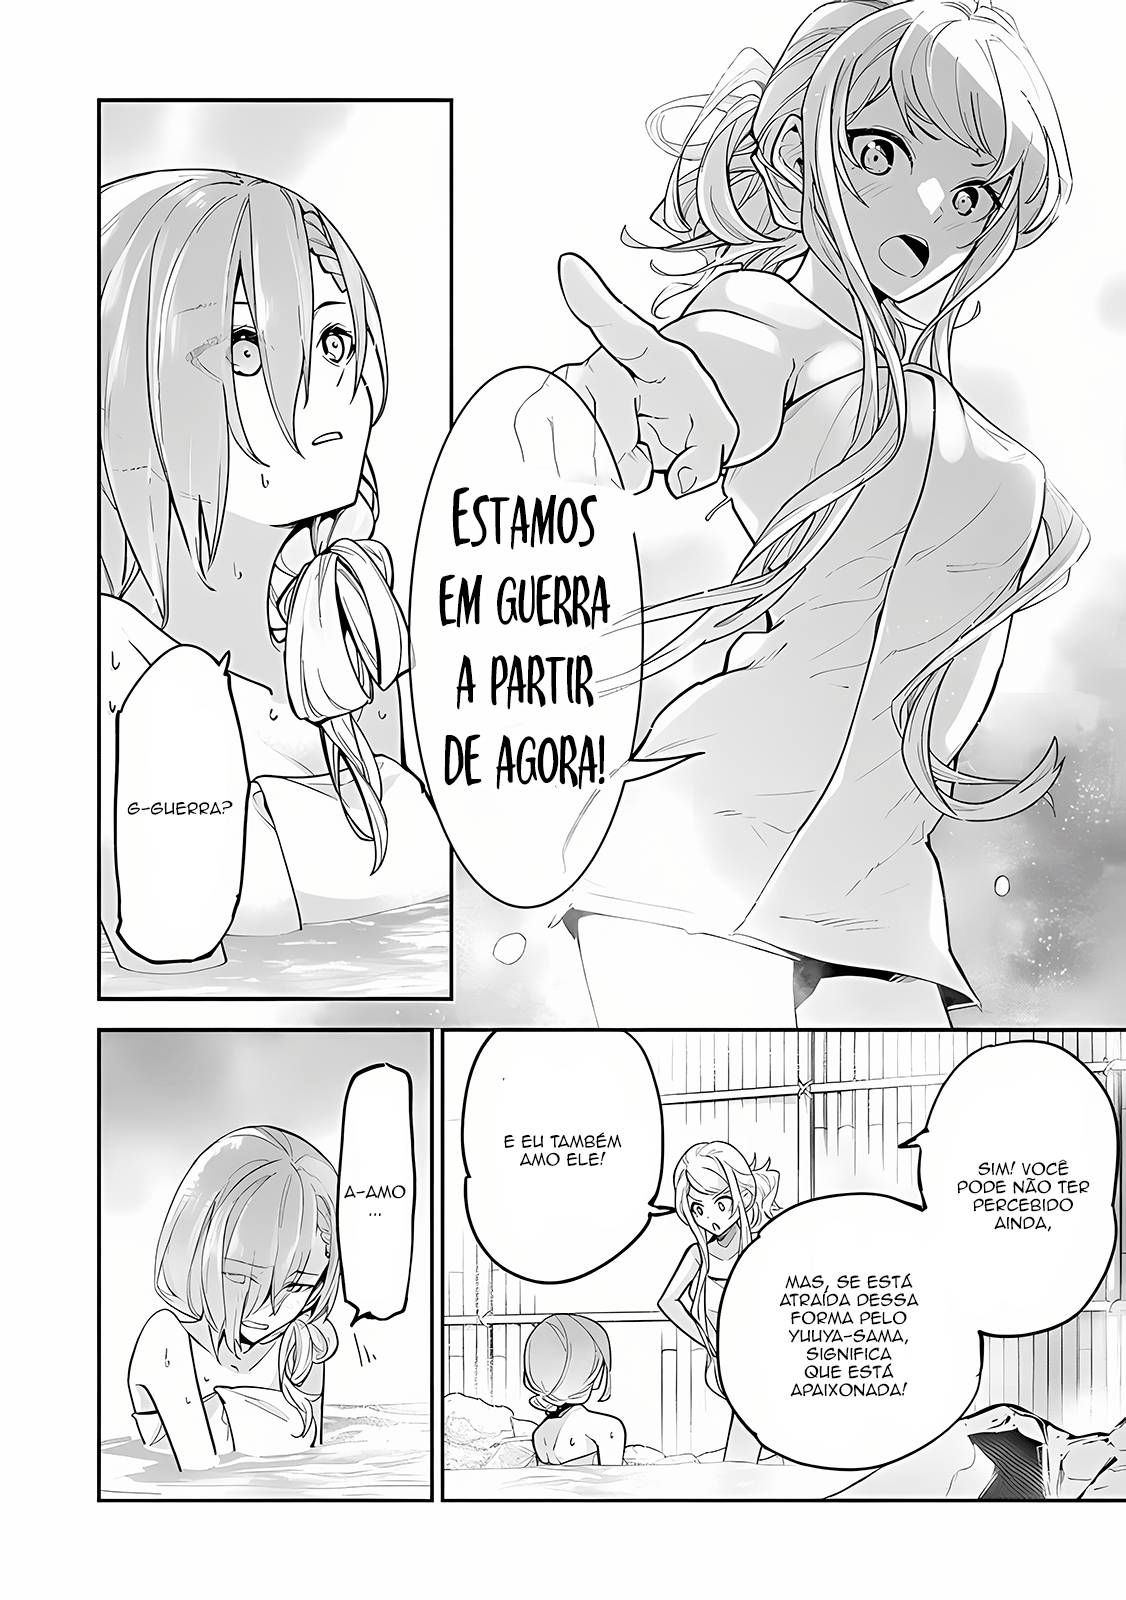 ESTAMOS
EM GUERRA
A PARTIR
DE AGORA!
G-GUERRA?
SIM! VOCÊ
PODE NÃO TER
PERCEBIDO
AINDA,
MAS, SE ESTÁ
ATRAÍDA DESSA
FORMA PELO
YUUYA-SAMA,
SIGNIFICA
QUE ESTÁ
APAIXONADA!
E EU TAMBÉM
AMO ELE!
A-AMO
...